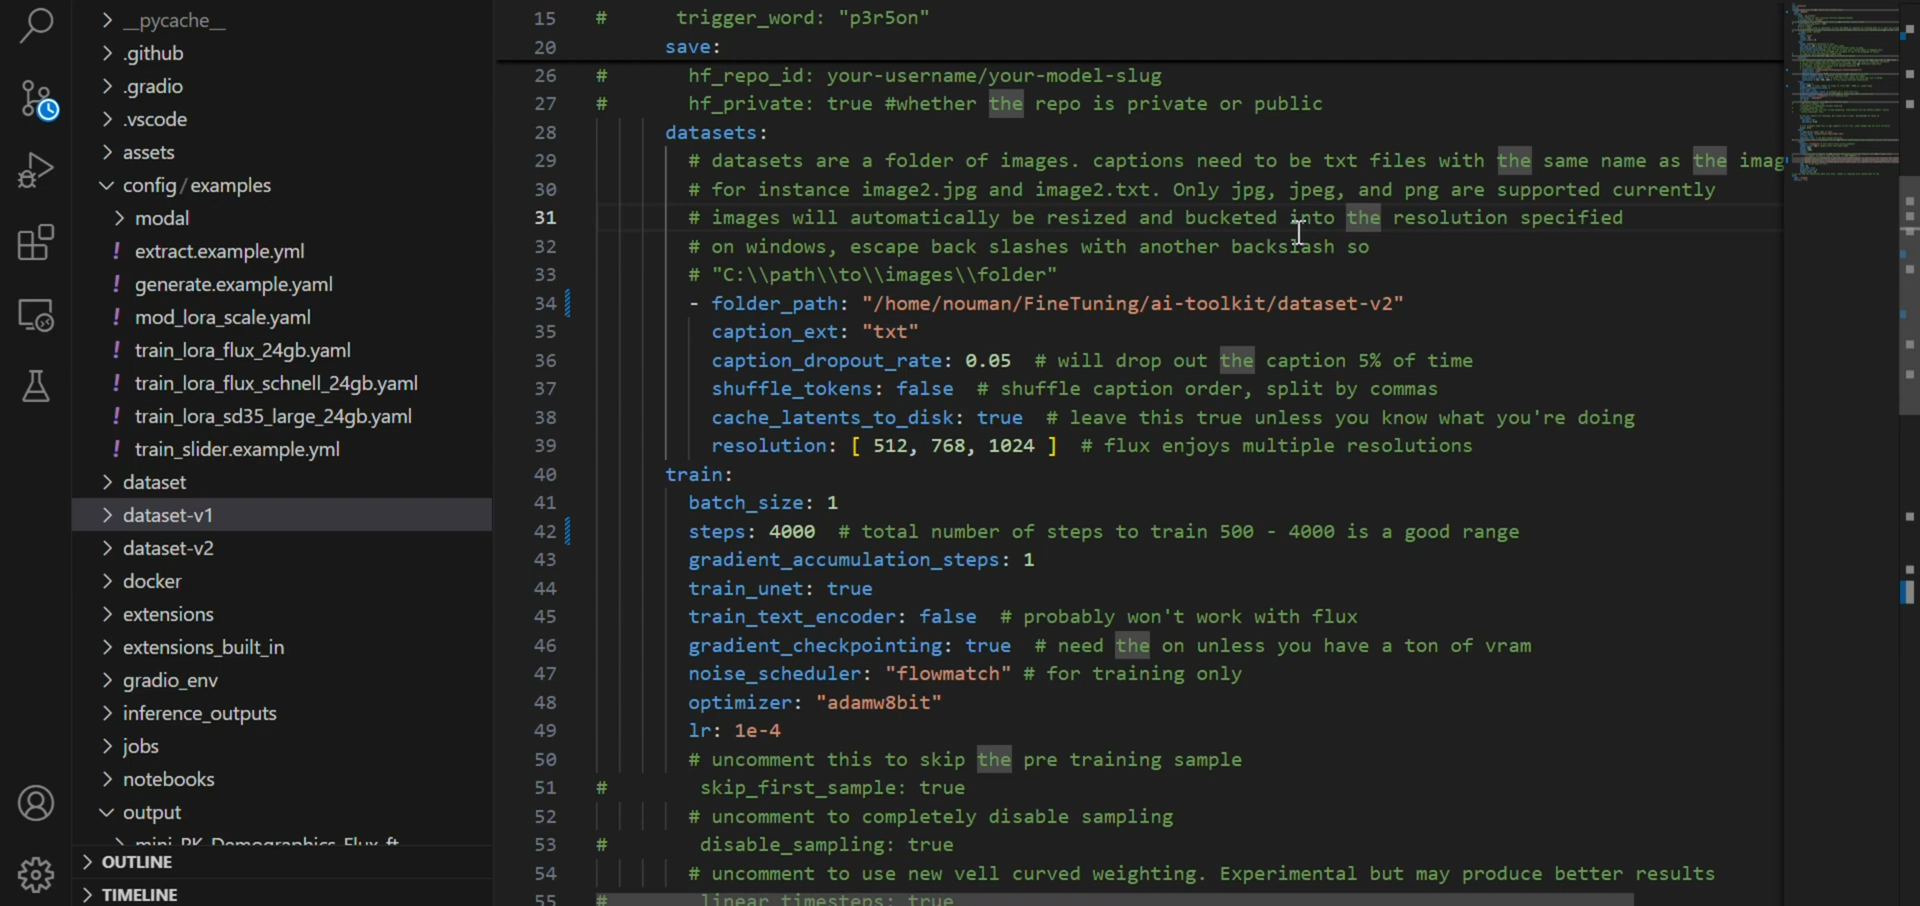 __pycache__
.github
.gradio
.vscode
assets
config / examples
modal
extract.example.yml
generate.example.yaml
mod_lora_scale.yaml
train_lora_flux_24gb.yaml
train_lora_flux_schnell_24gb.yaml
train_lora_sd35_large_24gb.yaml
train_slider.example.yml
dataset
dataset-v1
dataset-v2
docker
extensions
extensions_built_in
gradio_env
inference_outputs
jobs
notebooks
output
mini_PK_Demographics_Flux_ft
OUTLINE
TIMELINE
15 # trigger_word: "p3r5on"
20 save:
26 # hf_repo_id: your-username/your-model-slug
27 # hf_private: true #whether the repo is private or public
28 datasets:
29 # datasets are a folder of images. captions need to be txt files with the same name as the imag
30 # for instance image2.jpg and image2.txt. Only jpg, jpeg, and png are supported currently
31 # images will automatically be resized and bucketed into the resolution specified
32 # on windows, escape back slashes with another backslash so
33 # "C:\\path\\to\\images\\folder"
34 - folder_path: "/home/nouman/FineTuning/ai-toolkit/dataset-v2"
35 caption_ext: "txt"
36 caption_dropout_rate: 0.05 # will drop out the caption 5% of time
37 shuffle_tokens: false # shuffle caption order, split by commas
38 cache_latents_to_disk: true # leave this true unless you know what you're doing
39 resolution: [ 512, 768, 1024 ] # flux enjoys multiple resolutions
40 train:
41 batch_size: 1
42 steps: 4000 # total number of steps to train 500 - 4000 is a good range
43 gradient_accumulation_steps: 1
44 train_unet: true
45 train_text_encoder: false # probably won't work with flux
46 gradient_checkpointing: true # need the on unless you have a ton of vram
47 noise_scheduler: "flowmatch" # for training only
48 optimizer: "adamw8bit"
49 lr: 1e-4
50 # uncomment this to skip the pre training sample
51 # skip_first_sample: true
52 # uncomment to completely disable sampling
53 # disable_sampling: true
54 # uncomment to use new vell curved weighting. Experimental but may produce better results
55 # linear_timesteps: true